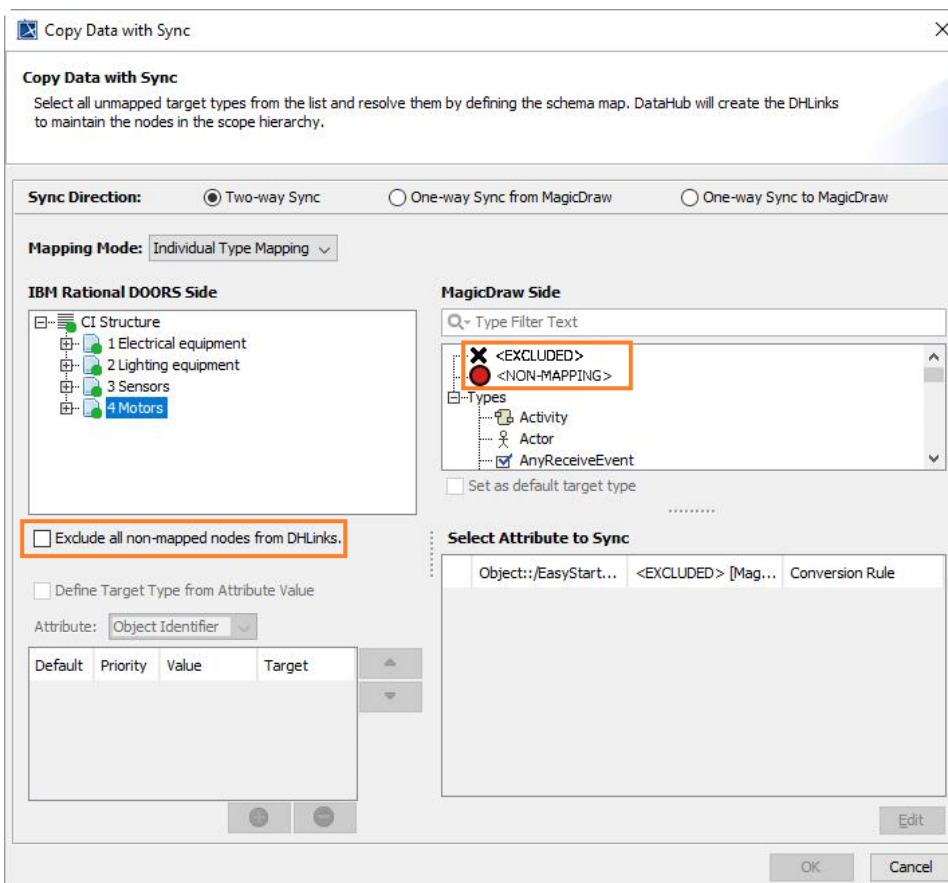 Copy Data with Sync
Copy Data with Sync
Select all unmapped target types from the list and resolve them by defining the schema map. DataHub will create the DHLinks
to maintain the nodes in the scope hierarchy.
Sync Direction: Two-way Sync One-way Sync from MagicDraw One-way Sync to MagicDraw
Mapping Mode: Individual Type Mapping
IBM Rational DOORS Side
CI Structure
1 Electrical equipment
2 Lighting equipment
3 Sensors
4 Motors
MagicDraw Side
Type Filter Text
<EXCLUDED>
<NON-MAPPING>
Types
Activity
Actor
AnyReceiveEvent
Set as default target type
Exclude all non-mapped nodes from DHLinks.
Define Target Type from Attribute Value
Attribute: Object Identifier
Default Priority Value Target
Select Attribute to Sync
Object::/EasyStart... <EXCLUDED> [Mag... Conversion Rule
Edit
OK Cancel